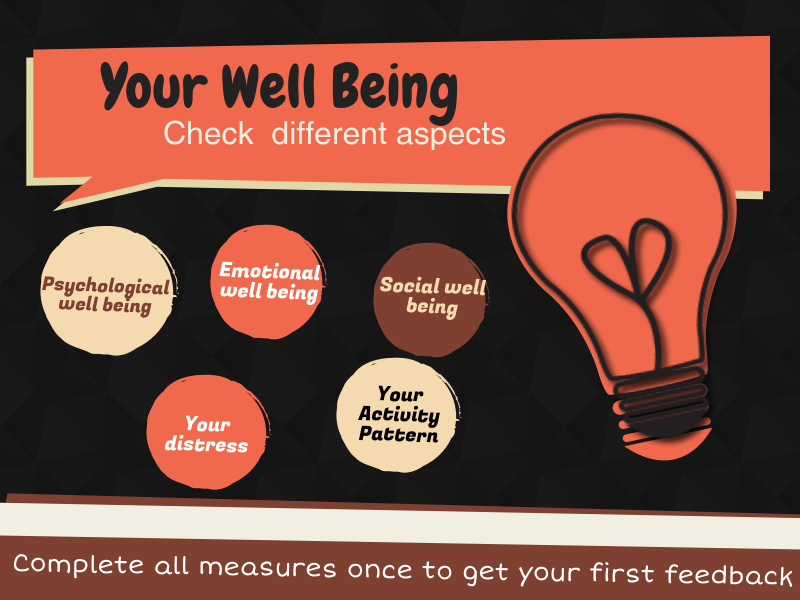 Your Well Being
Check different aspects
Psychological
well being
Emotional
well being
Social well
being
Your
distress
Your
Activity
Pattern
Complete all measures once to get your first feedback